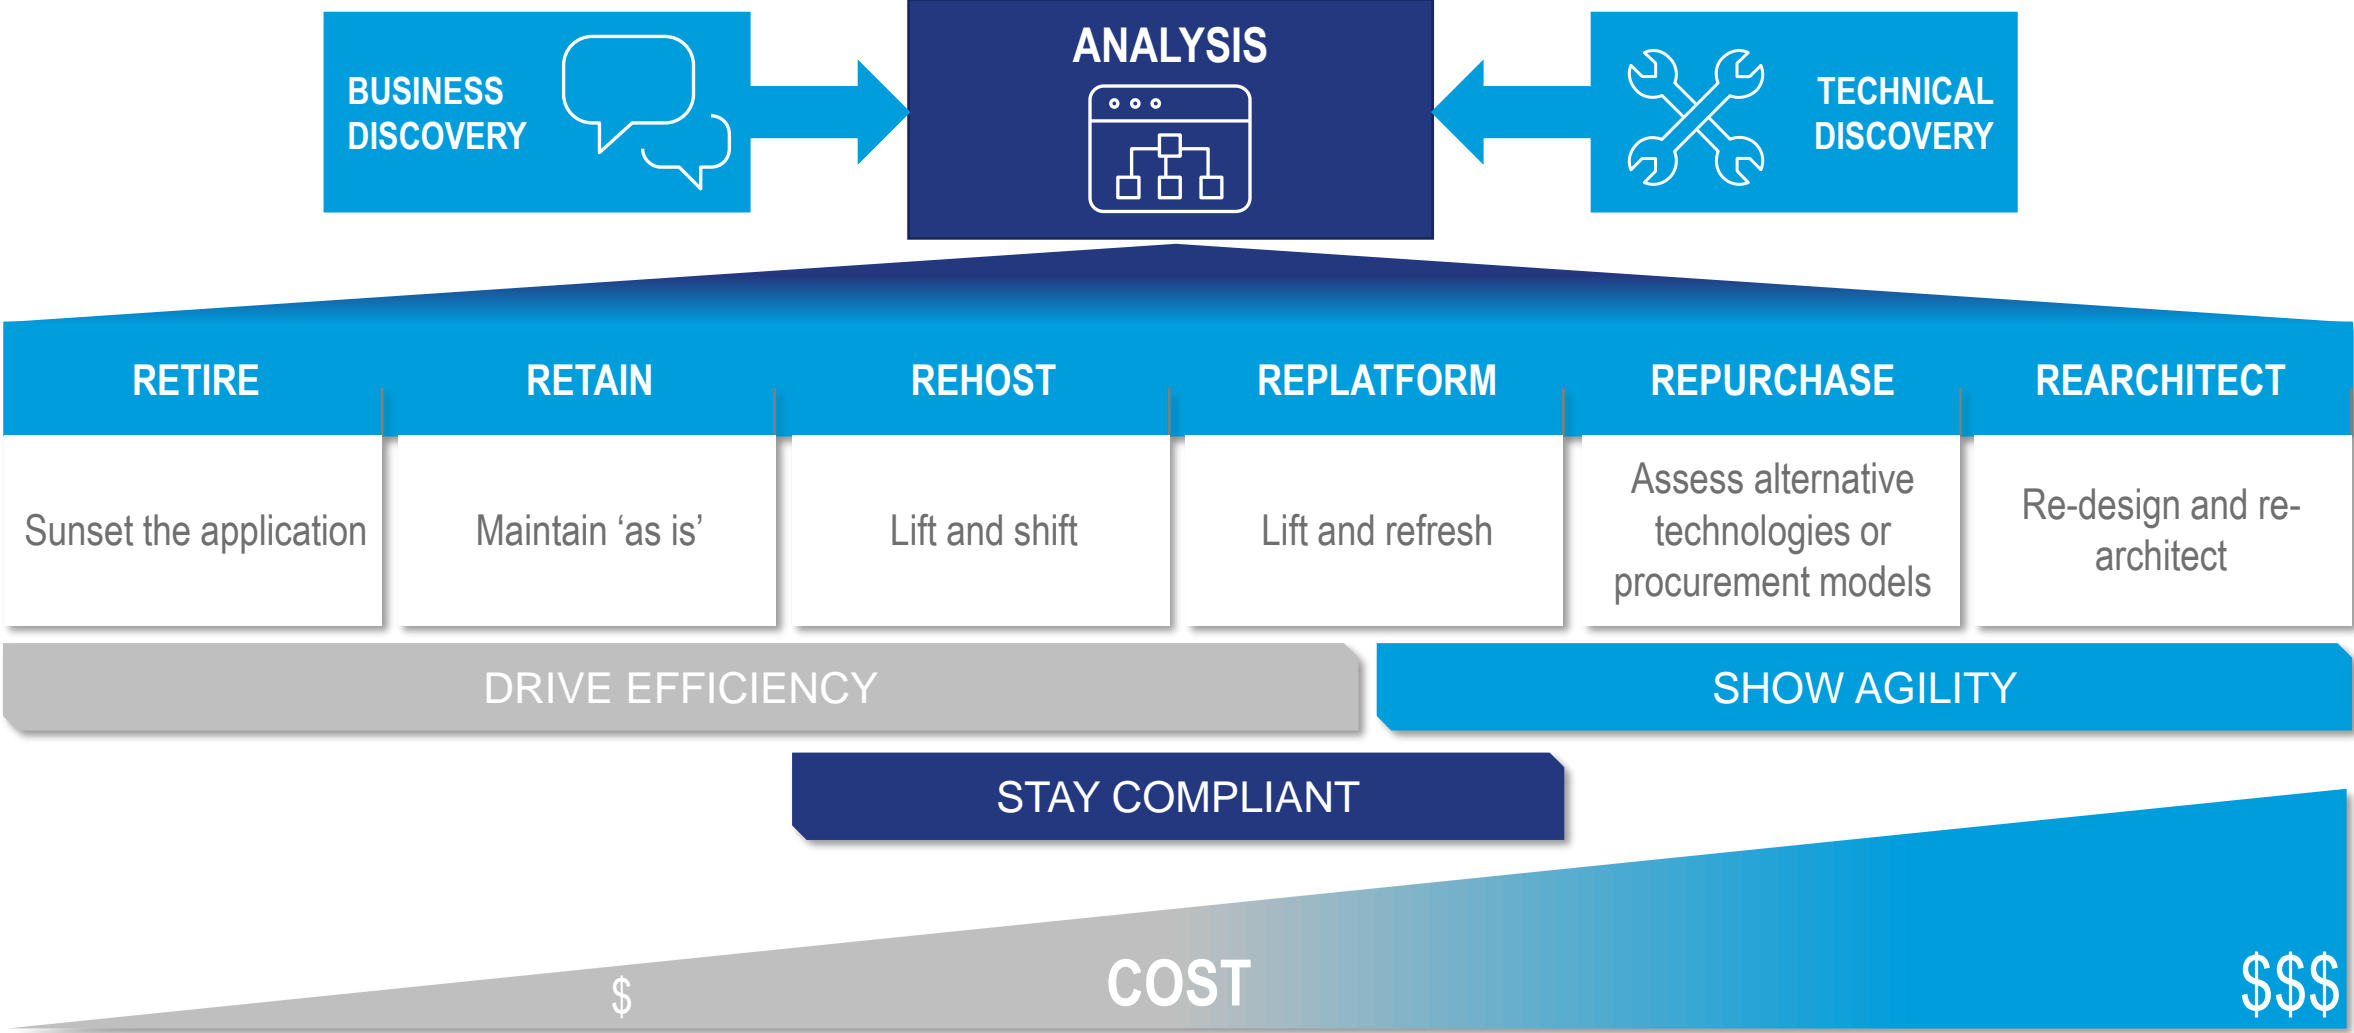 BUSINESS
DISCOVERY
ANALYSIS
TECHNICAL
DISCOVERY
RETIRE
RETAIN
REHOST
REPLATFORM
REPURCHASE
REARCHITECT
Sunset the application
Maintain ‘as is’
Lift and shift
Lift and refresh
Assess alternative
technologies or
procurement models
Re-design and re-
architect
DRIVE EFFICIENCY
SHOW AGILITY
STAY COMPLIANT
$
COST
$$$